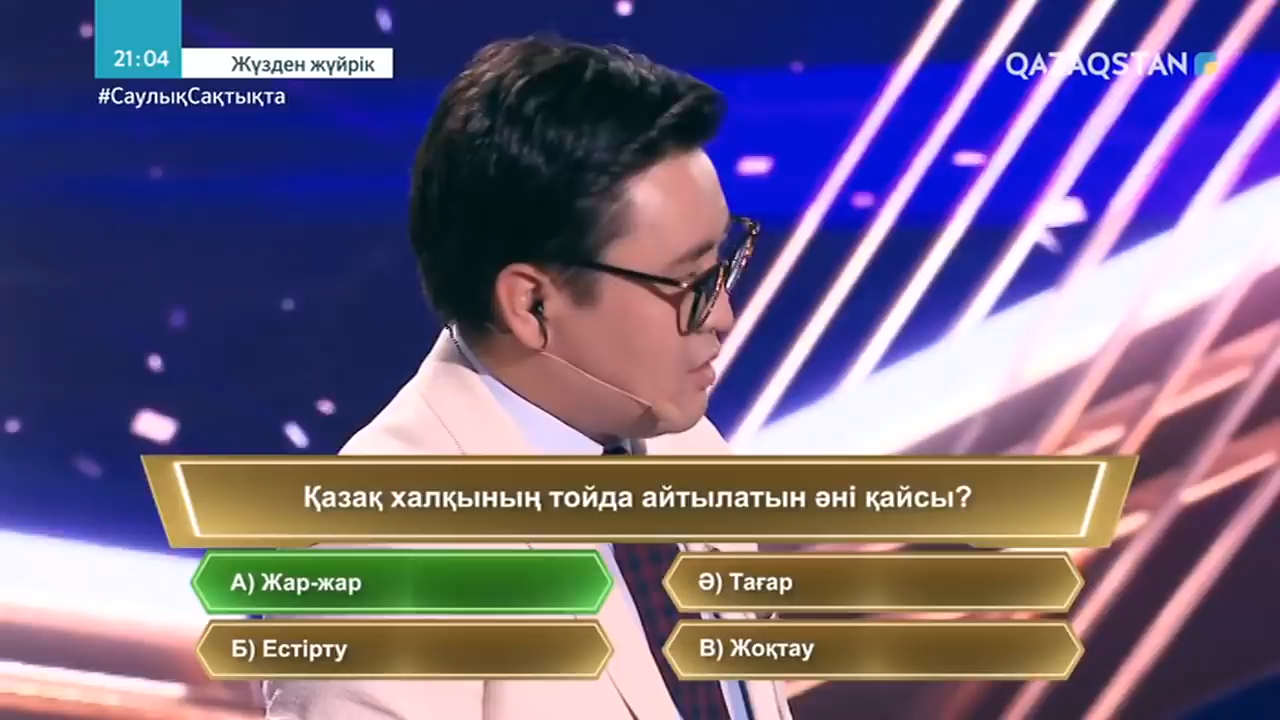 21:04
Жүзден жүйрік
QAZAQSTAN
#СаулықСақтықта
Қазақ халқының тойда айтылатын әні қайсы?
А) Жар-жар
Ә) Тағар
Б) Естірту
В) Жоқтау